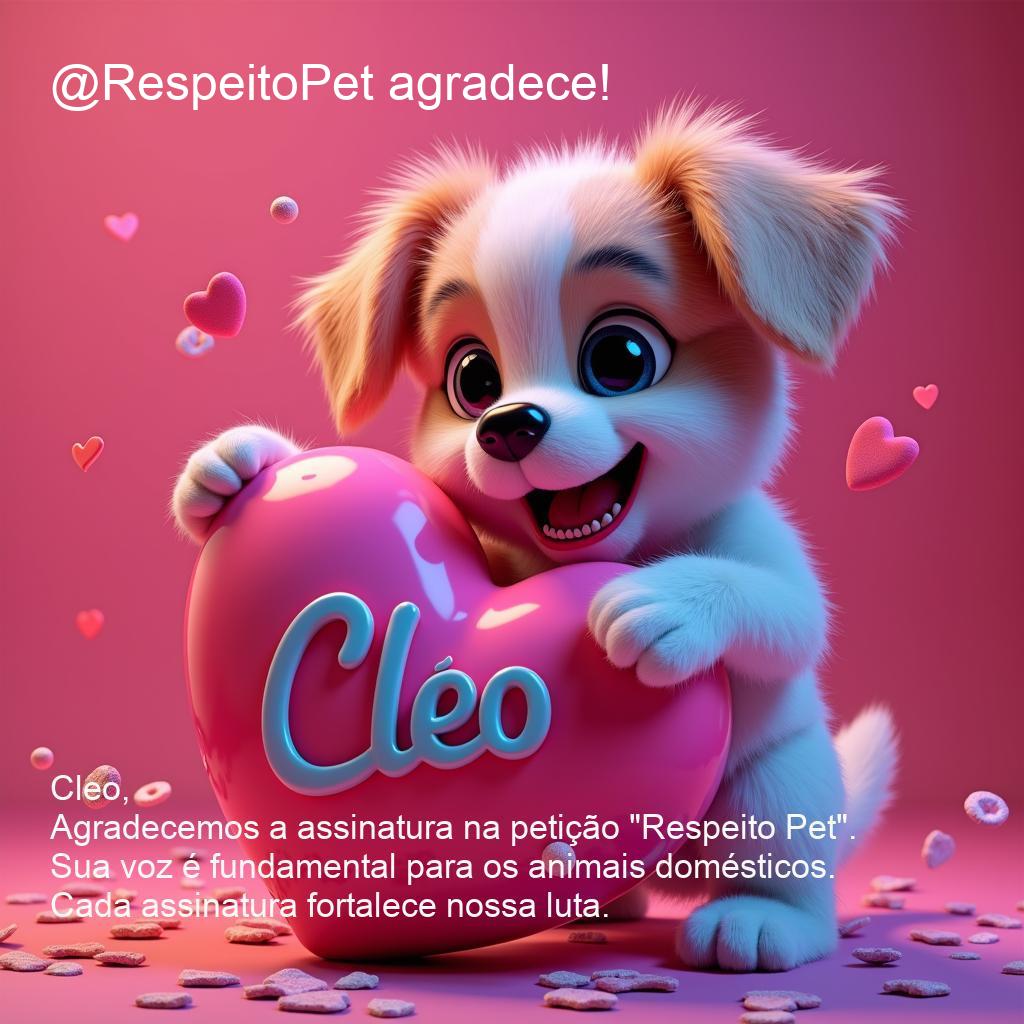 @RespeitoPet agradece!
Cléo
Cleo,
Agradecemos a assinatura na petição "Respeito Pet".
Sua voz é fundamental para os animais domésticos.
Cada assinatura fortalece nossa luta.